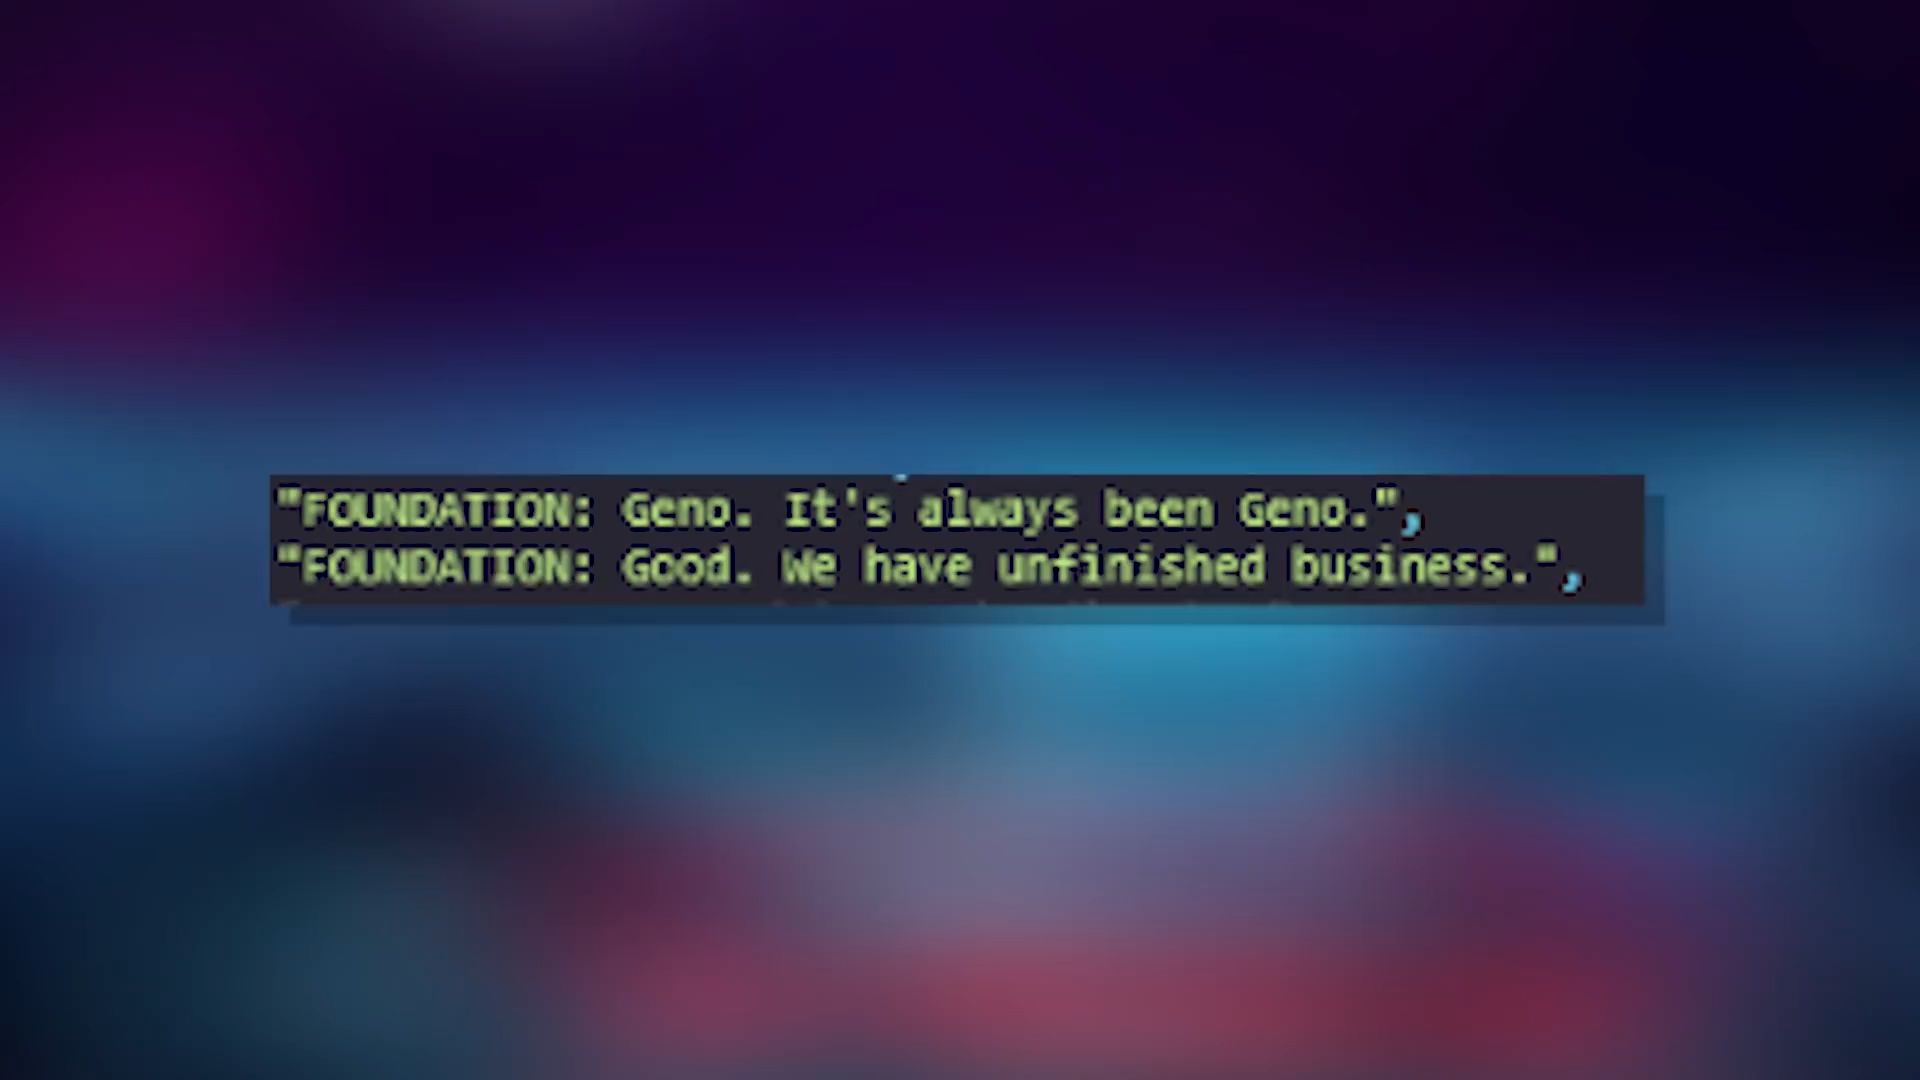 "FOUNDATION: Geno. It's always been Geno.",
"FOUNDATION: Good. We have unfinished business.",